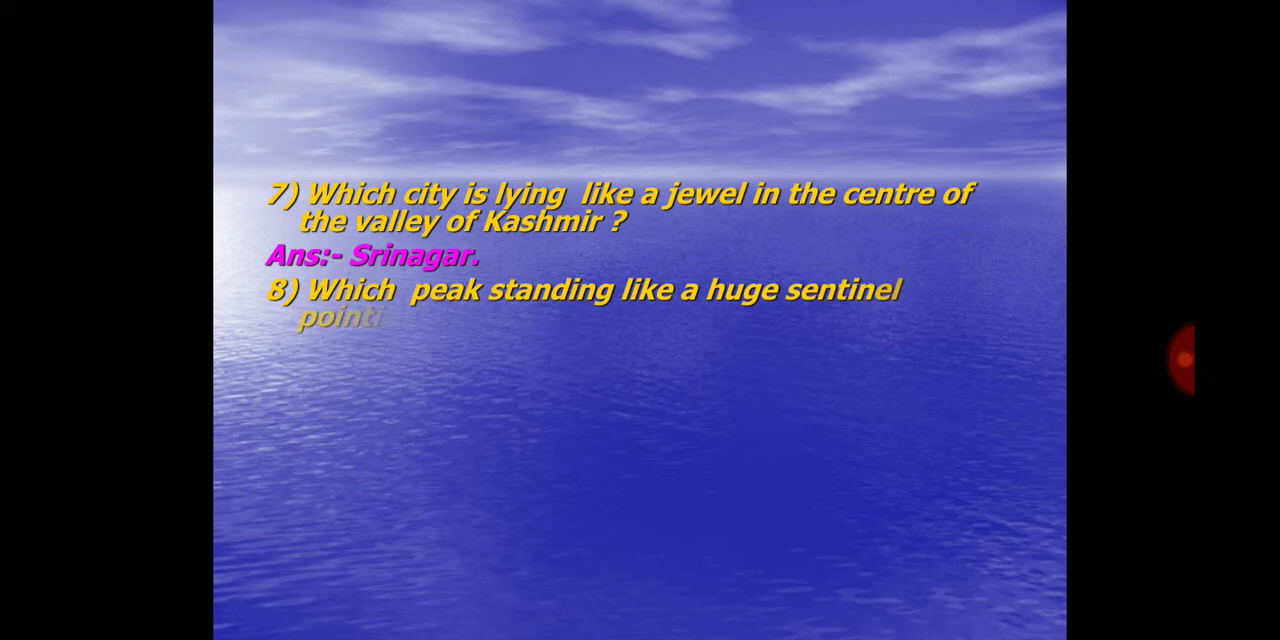 7) Which city is lying like a jewel in the centre of
the valley of Kashmir ?
Ans:- Srinagar.
8) Which peak standing like a huge sentinel
pointi